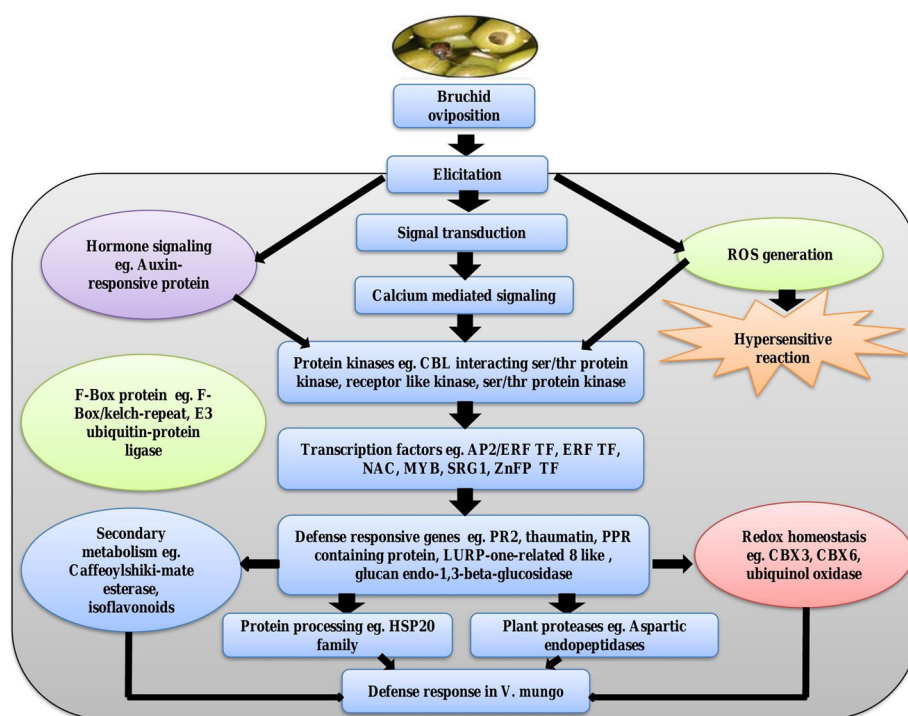 Bruchid
oviposition
Elicitation
Hormone signaling
eg. Auxin-
responsive protein
Signal transduction
ROS generation
Calcium mediated signaling
Hypersensitive
reaction
Protein kinases eg. CBL interacting ser/thr protein
kinase, receptor like kinase, ser/thr protein kinase
F-Box protein eg. F-
Box/kelch-repeat, E3
ubiquitin-protein
ligase
Transcription factors eg. AP2/ERF TF, ERF TF,
NAC, MYB, SRG1, ZnFP TF
Secondary
metabolism eg.
Caffeoylshiki-mate
esterase,
isoflavonoids
Defense responsive genes eg. PR2, thaumatin, PPR
containing protein, LURP-one-related 8 like ,
glucan endo-1,3-beta-glucosidase
Redox homeostasis
eg. CBX3, CBX6,
ubiquinol oxidase
Protein processing eg. HSP20
family
Plant proteases eg. Aspartic
endopeptidases
Defense response in V. mungo